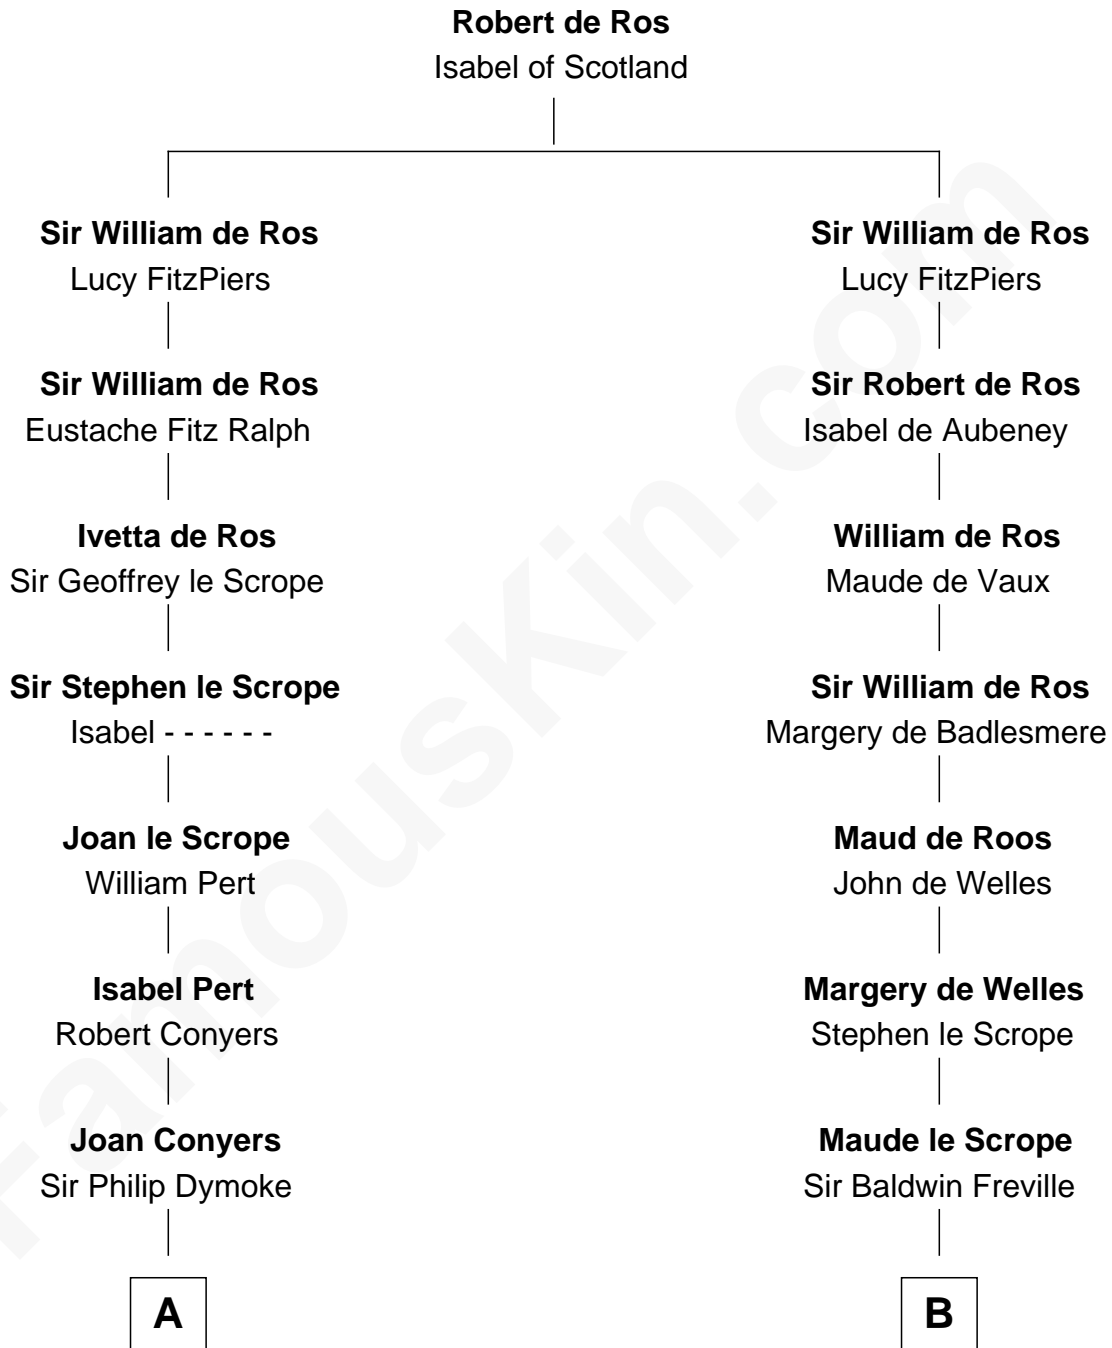 Robert de Ros
Isabel of Scotland
Sir William de Ros
Lucy FitzPiers
Sir William de Ros
Lucy FitzPiers
Sir William de Ros
Eustache Fitz Ralph
Sir Robert de Ros
Isabel de Aubeney
Ivetta de Ros
Sir Geoffrey le Scrope
William de Ros
Maude de Vaux
Sir Stephen le Scrope
Isabel - - - - - -
Sir William de Ros
Margery de Badlesmere
Joan le Scrope
William Pert
Maud de Roos
John de Welles
Isabel Pert
Robert Conyers
Margery de Welles
Stephen le Scrope
Joan Conyers
Sir Philip Dymoke
Maude le Scrope
Sir Baldwin Freville
A
B
FamousKin.com